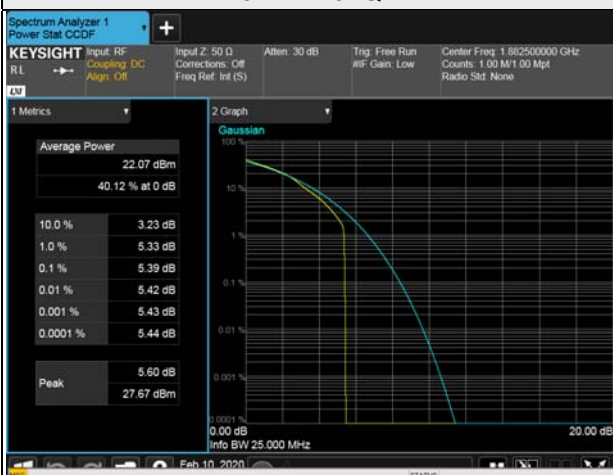 Spectrum Analyzer 1
Power Stat CCDF
+
KEYSIGHT
RL
LXI
Input: RF
Coupling: DC
Align: Off
Input Z: 50 Ω
Corrections: Off
Freq Ref: Int (S)
Atten: 30 dB
Trig: Free Run
#IF Gain: Low
Center Freq: 1.882500000 GHz
Counts: 1.00 M/1.00 Mpt
Radio Std: None
1 Metrics
Average Power
22.07 dBm
40.12 % at 0 dB
10.0 % 3.23 dB
1.0 % 5.33 dB
0.1 % 5.39 dB
0.01 % 5.42 dB
0.001 % 5.43 dB
0.0001 % 5.44 dB
Peak
5.60 dB
27.67 dBm
2 Graph
Gaussian
100 %
10 %
1 %
0.1 %
0.01 %
0.001 %
0.0001 %
0.00 dB 20.00 dB
Info BW 25.000 MHz
Feb 10, 2020
MSG STATUS